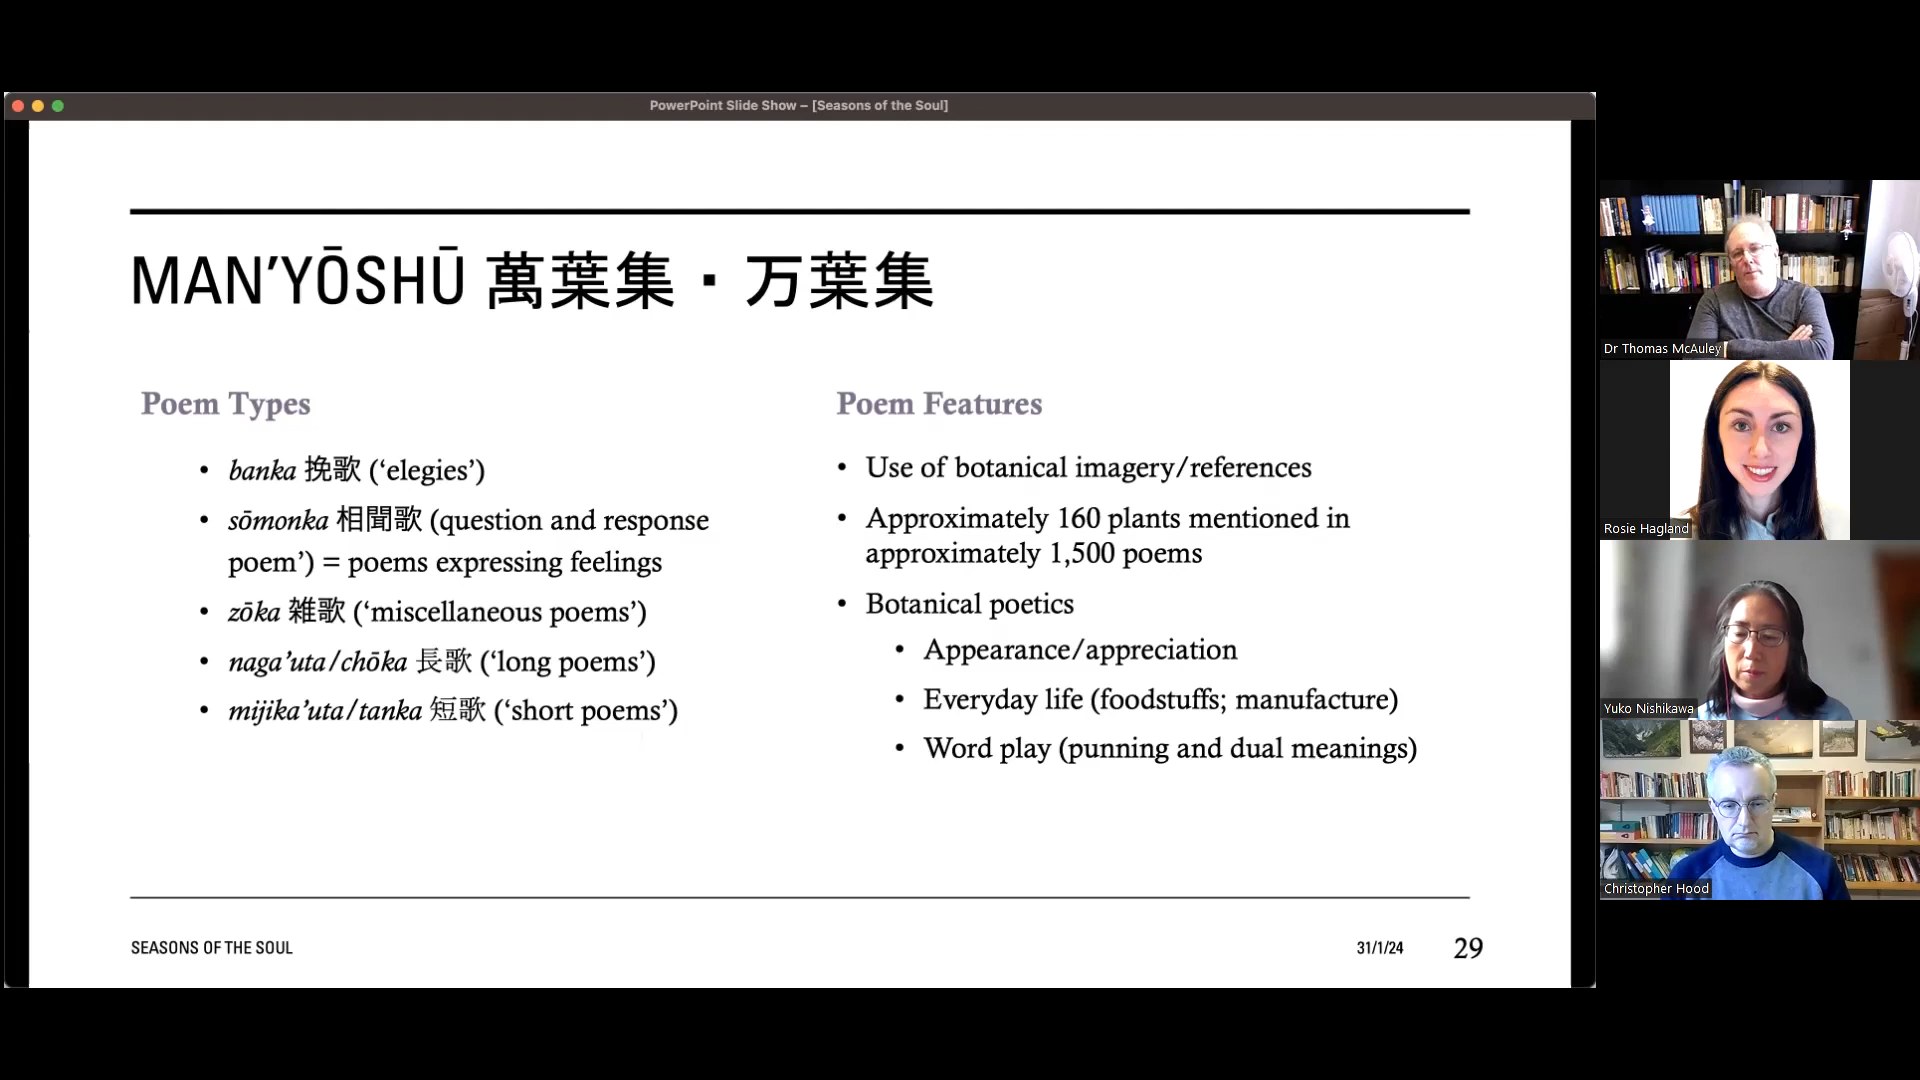 PowerPoint Slide Show – [Seasons of the Soul]
MAN’YŌSHŪ 萬葉集・万葉集
Poem Types
• banka 挽歌 (‘elegies’)
• sōmonka 相聞歌 (question and response
poem’) = poems expressing feelings
• zōka 雑歌 (‘miscellaneous poems’)
• naga’uta/chōka 長歌 (‘long poems’)
• mijika’uta/tanka 短歌 (‘short poems’)
Poem Features
• Use of botanical imagery/references
• Approximately 160 plants mentioned in
approximately 1,500 poems
• Botanical poetics
• Appearance/appreciation
• Everyday life (foodstuffs; manufacture)
• Word play (punning and dual meanings)
SEASONS OF THE SOUL
31/1/24
29
Dr Thomas McAuley
Rosie Hagland
Yuko Nishikawa
Christopher Hood